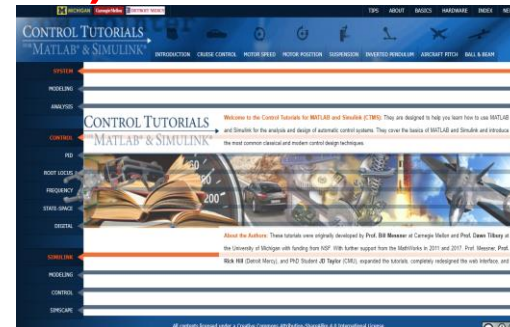 MICHIGAN Carnegie Mellon DETROIT MERCY
TIPS ABOUT BASICS HARDWARE INDEX NE
CONTROL TUTORIALS
FOR MATLAB® & SIMULINK®
INTRODUCTION CRUISE CONTROL MOTOR SPEED MOTOR POSITION SUSPENSION INVERTED PENDULUM AIRCRAFT PITCH BALL & BEAM
SYSTEM
MODELING
ANALYSIS
CONTROL
PID
ROOT LOCUS
FREQUENCY
STATE-SPACE
DIGITAL
SIMULINK
MODELING
CONTROL
SIMSCAPE
CONTROL TUTORIALS
FOR MATLAB® & SIMULINK®
Welcome to the Control Tutorials for MATLAB and Simulink (CTMS): They are designed to help you learn how to use MATLAB
and Simulink for the analysis and design of automatic control systems. They cover the basics of MATLAB and Simulink and introduce
the most common classical and modern control design techniques.
60
200
About the Authors: These tutorials were originally developed by Prof. Bill Messner at Carnegie Mellon and Prof. Dawn Tilbury at
the University of Michigan with funding from NSF. With further support from the MathWorks in 2011 and 2017, Prof. Messner, Prof.
Rick Hill (Detroit Mercy), and PhD Student JD Taylor (CMU), expanded the tutorials, completely redesigned the web interface, and
All contents licensed under a Creative Commons Attribution-ShareAlike 4.0 International License.